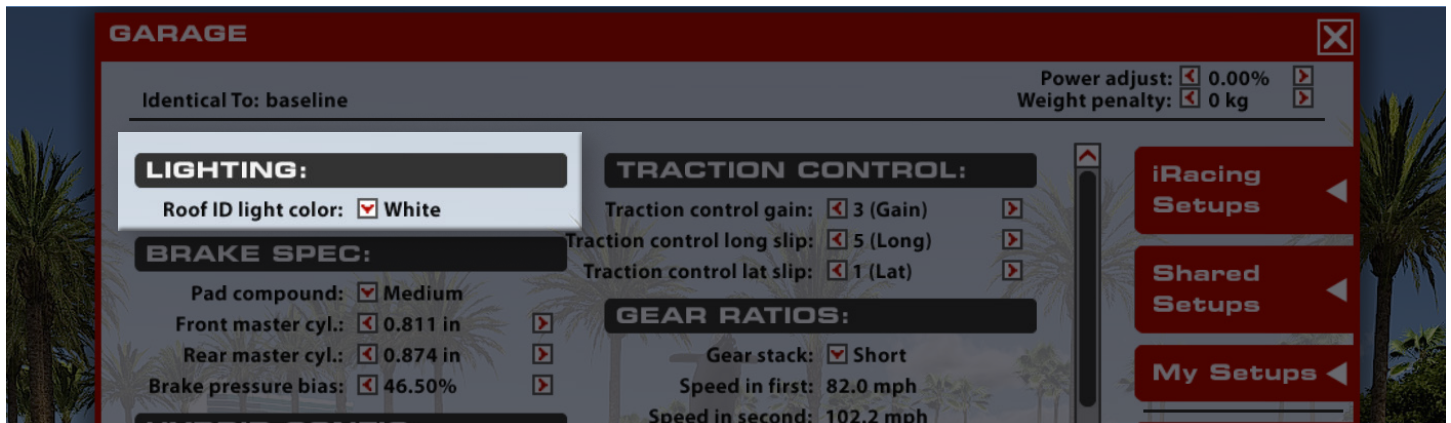 GARAGE
Identical To: baseline
Power adjust: 0.00%
Weight penalty: 0 kg
LIGHTING:
Roof ID light color: White
BRAKE SPEC:
Pad compound: Medium
Front master cyl.: 0.811 in
Rear master cyl.: 0.874 in
Brake pressure bias: 46.50%
TRACTION CONTROL:
Traction control gain: 3 (Gain)
Traction control long slip: 5 (Long)
Traction control lat slip: 1 (Lat)
GEAR RATIOS:
Gear stack: Short
Speed in first: 82.0 mph
Speed in second: 102.2 mph
iRacing
Setups
Shared
Setups
My Setups